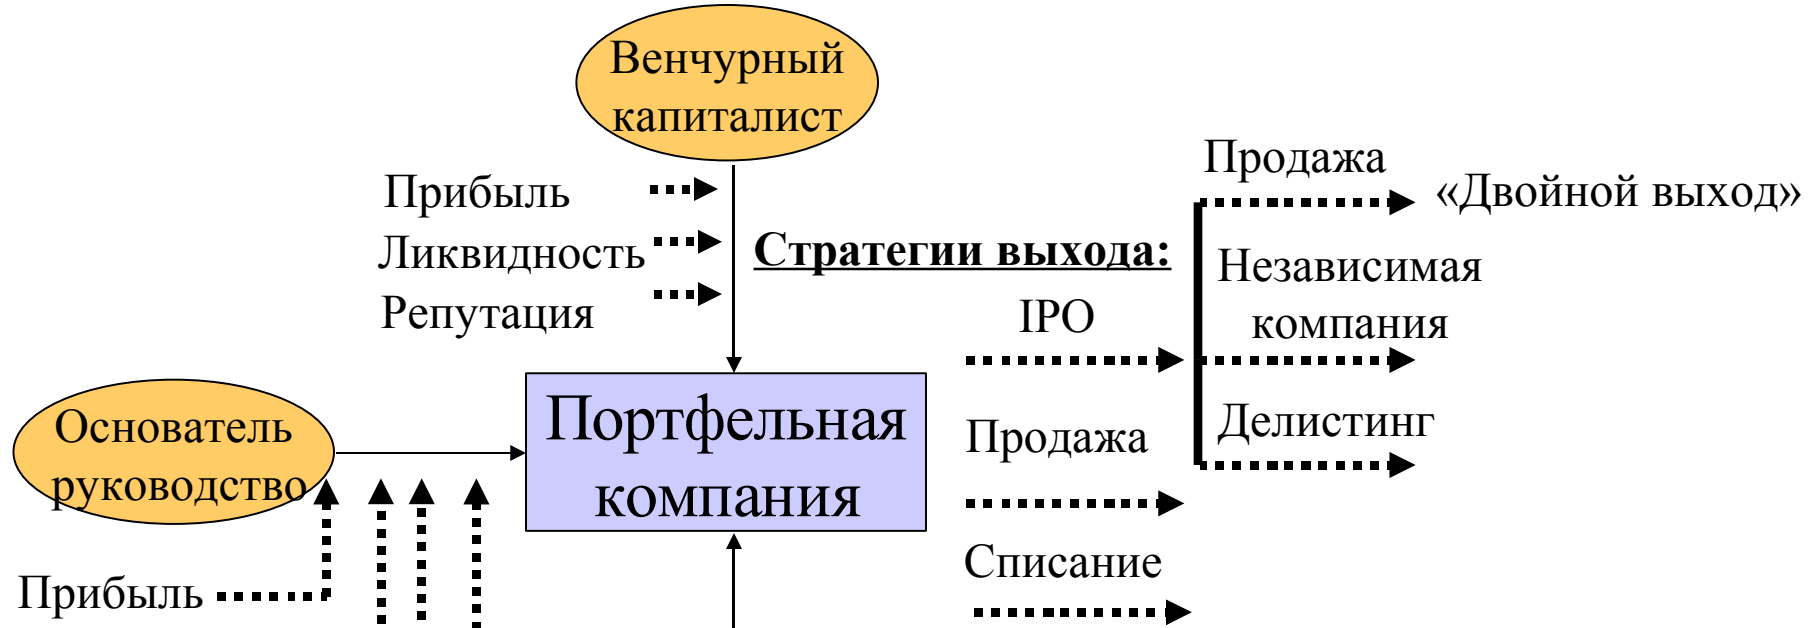 Венчурный
капиталист
Прибыль
Ликвидность
Репутация
Стратегии выхода:
IPO
Продажа
«Двойной выход»
Независимая
компания
Делистинг
Основатель
руководство
Портфельная
компания
Продажа
Списание
Прибыль